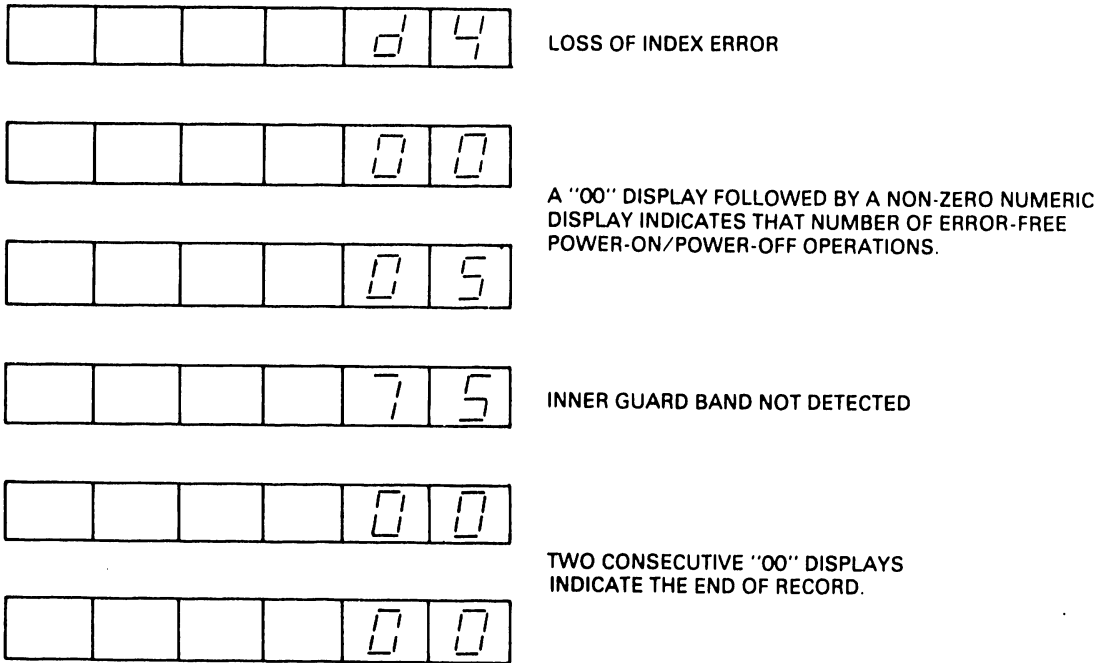 d4 LOSS OF INDEX ERROR
00
A "00" DISPLAY FOLLOWED BY A NON-ZERO NUMERIC
DISPLAY INDICATES THAT NUMBER OF ERROR-FREE
POWER-ON/POWER-OFF OPERATIONS.
05
75 INNER GUARD BAND NOT DETECTED
00
TWO CONSECUTIVE "00" DISPLAYS
INDICATE THE END OF RECORD.
00